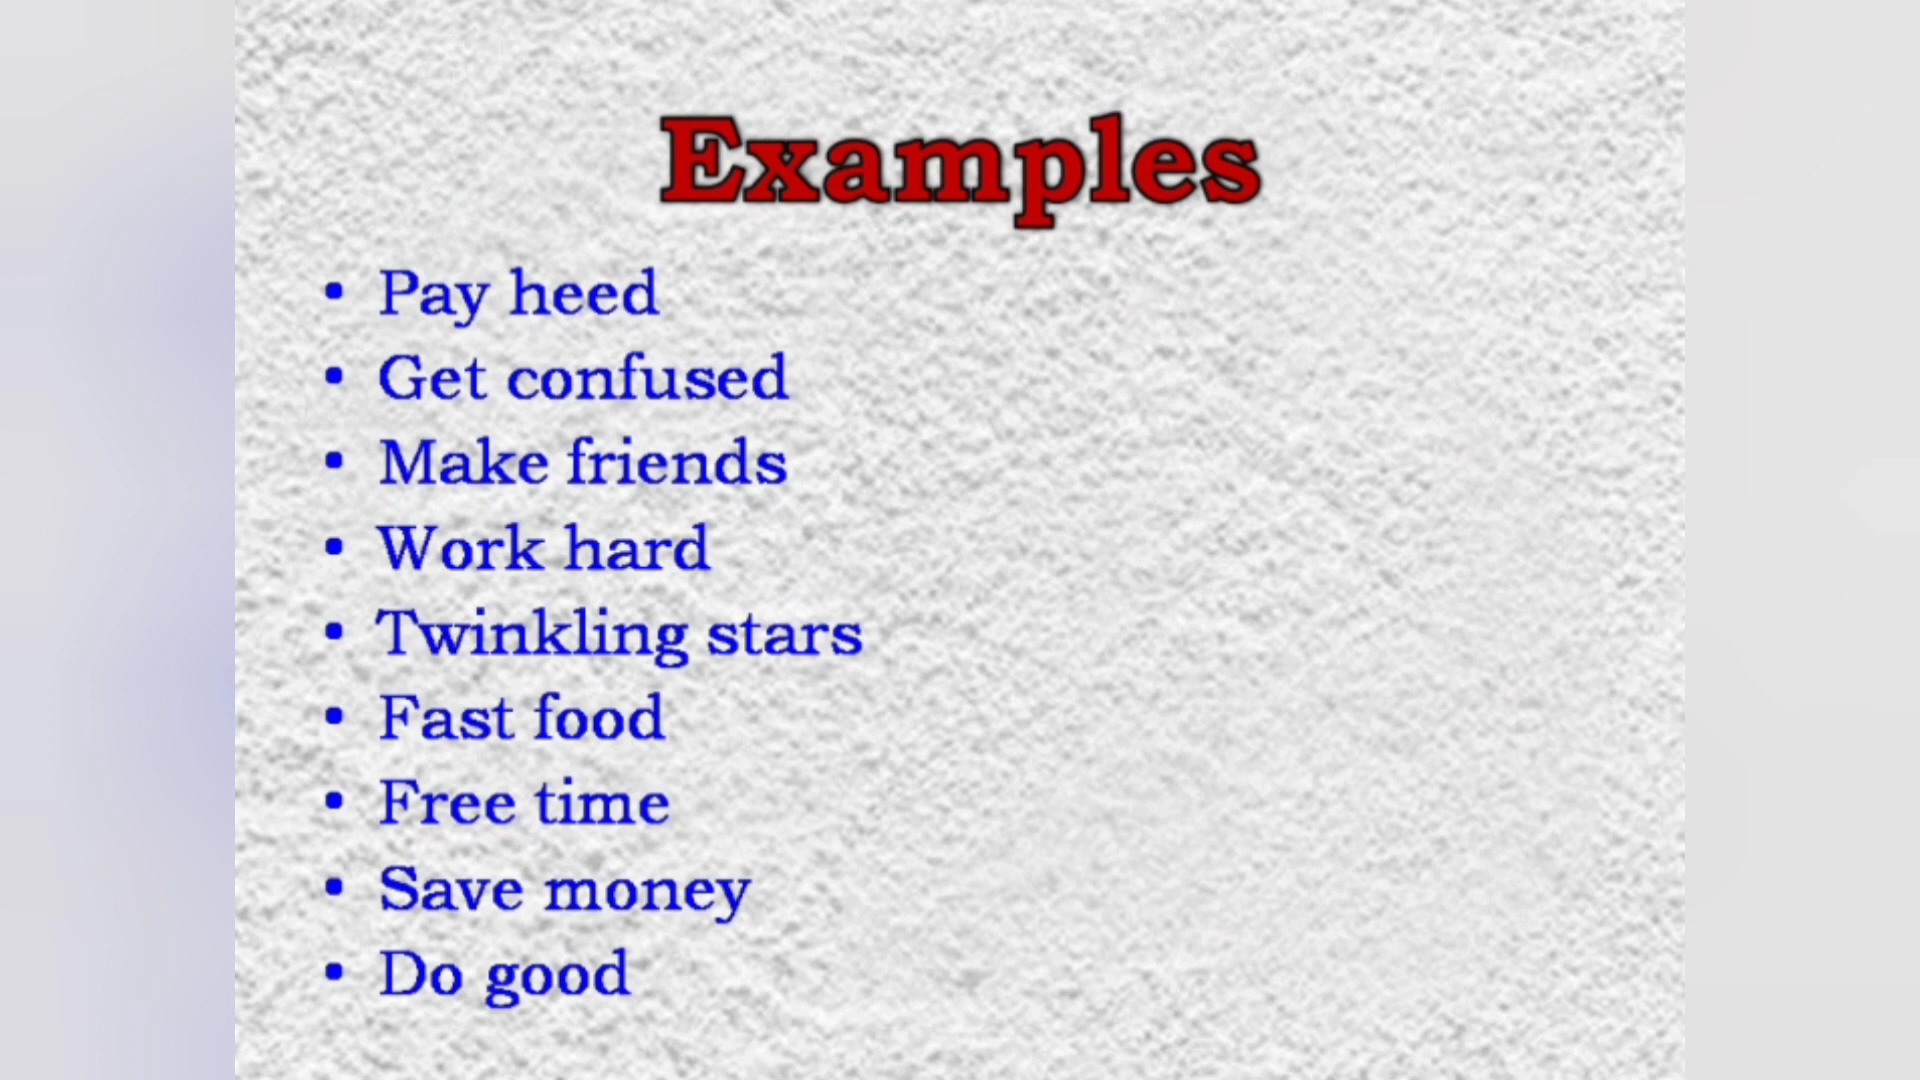 Examples
• Pay heed
• Get confused
• Make friends
• Work hard
• Twinkling stars
• Fast food
• Free time
• Save money
• Do good